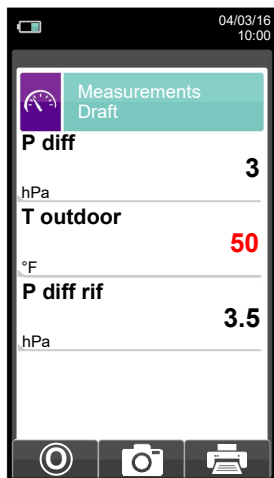 04/03/16
10:00
Measurements
Draft
P diff
3
hPa
T outdoor
50
°F
P diff rif
3.5
hPa
O